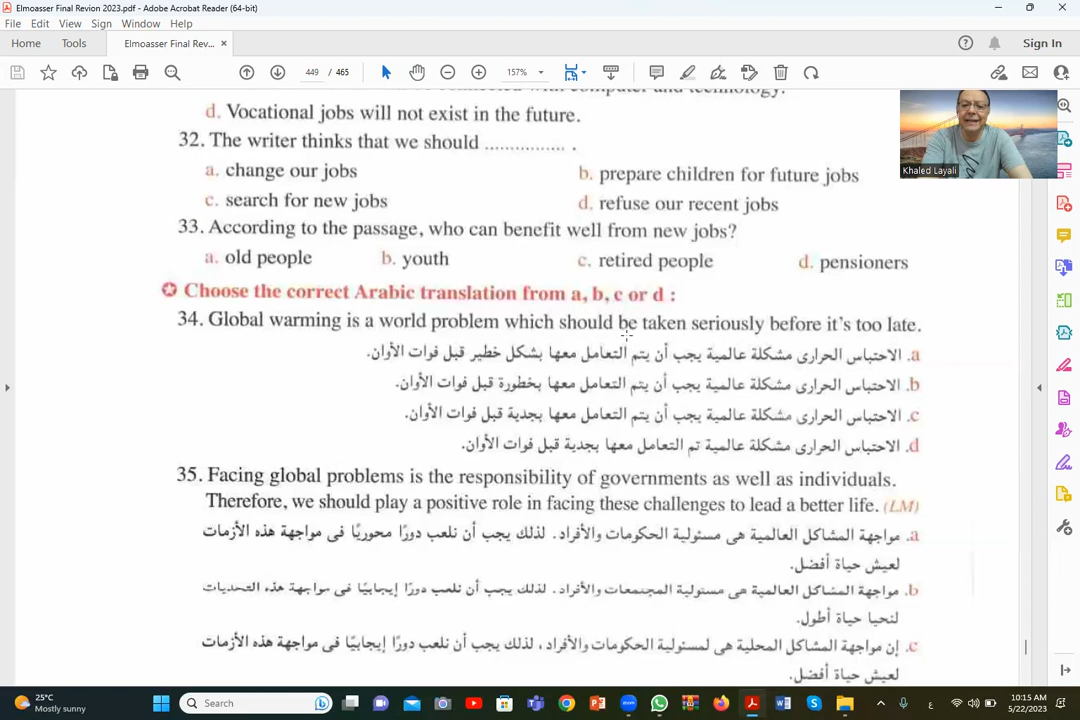 Elmoasser Final Revion 2023.pdf - Adobe Acrobat Reader (64-bit)
File Edit View Sign Window Help
Home Tools Elmoasser Final Rev... × Sign In
449 / 465 157%
d. Vocational jobs will not exist in the future.
32. The writer thinks that we should ................ .
a. change our jobs b. prepare children for future jobs
c. search for new jobs d. refuse our recent jobs
33. According to the passage, who can benefit well from new jobs?
a. old people b. youth c. retired people d. pensioners
Choose the correct Arabic translation from a, b, c or d :
34. Global warming is a world problem which should be taken seriously before it's too late.
a. الاحتباس الحرارى مشكلة عالمية يجب أن يتم التعامل معها بشكل خطير قبل فوات الأوان.
b. الاحتباس الحرارى مشكلة عالمية يجب أن يتم التعامل معها بخطورة قبل فوات الأوان.
c. الاحتباس الحرارى مشكلة عالمية يجب أن يتم التعامل معها بجدية قبل فوات الأوان.
d. الاحتباس الحرارى مشكلة عالمية تم التعامل معها بجدية قبل فوات الأوان.
35. Facing global problems is the responsibility of governments as well as individuals.
Therefore, we should play a positive role in facing these challenges to lead a better life. (LM)
a. مواجهة المشاكل العالمية هى مسئولية الحكومات والأفراد. لذلك يجب أن نلعب دورًا محوريًا فى مواجهة هذه الأزمات
لعيش حياة أفضل.
b. مواجهة المشاكل العالمية هى مسئولية المجتمعات والأفراد. لذلك يجب أن نلعب دورًا إيجابيًا فى مواجهة هذه التحديات
لنحيا حياة أطول.
c. إن مواجهة المشاكل المحلية هى لمسئولية الحكومات والأفراد، لذلك يجب أن نلعب دورًا إيجابيًا فى مواجهة هذه الأزمات
لعيش حياة أفضل.
Khaled Layali
25°C
Mostly sunny
Search
ع
10:15 AM
5/22/2023